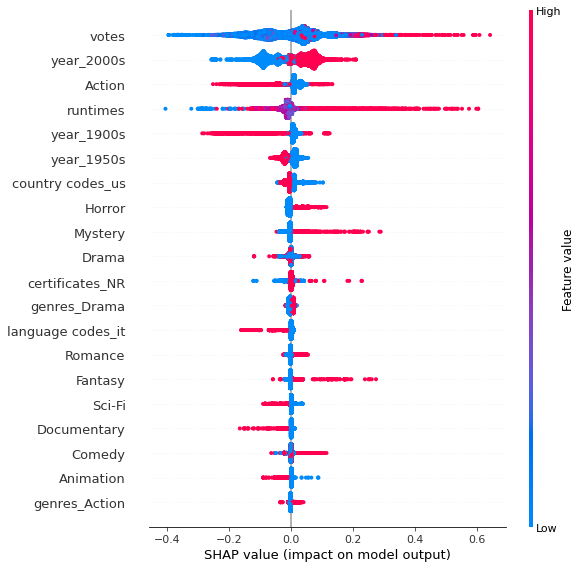 High
votes
year_2000s
Action
runtimes
year_1900s
year_1950s
country codes_us
Horror
Mystery
Drama
certificates_NR
genres_Drama
language codes_it
Romance
Fantasy
Sci-Fi
Documentary
Comedy
Animation
genres_Action
Feature value
Low
−0.4 −0.2 0.0 0.2 0.4 0.6
SHAP value (impact on model output)